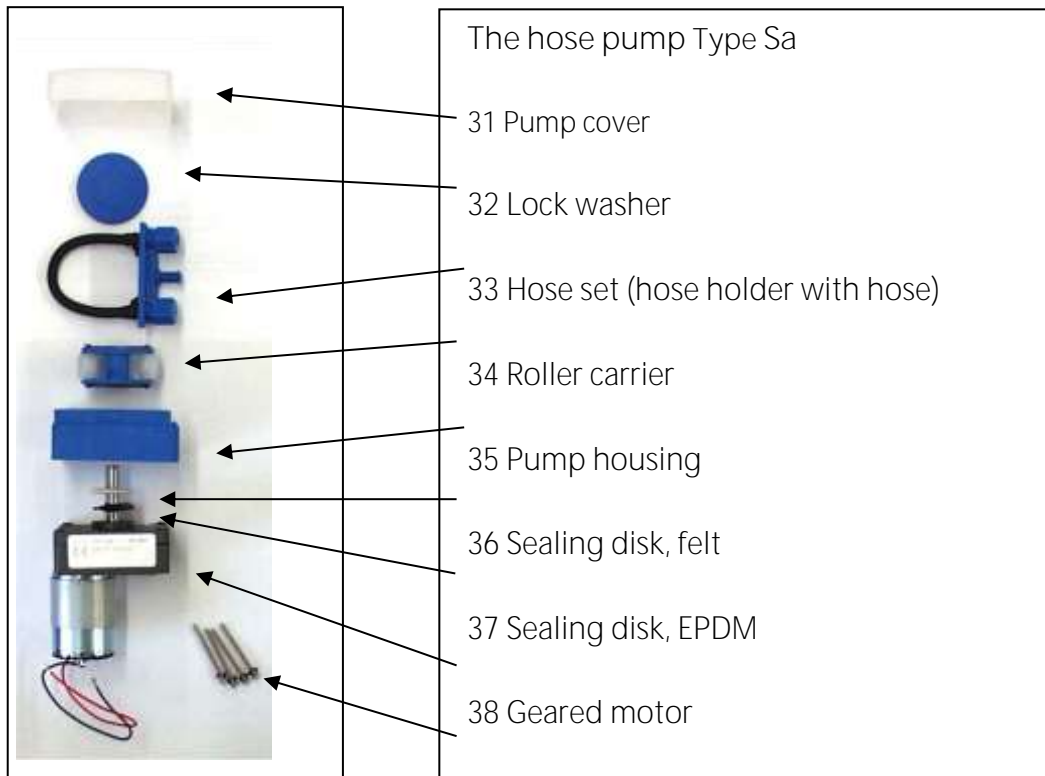 The hose pump Type Sa
31 Pump cover
32 Lock washer
33 Hose set (hose holder with hose)
34 Roller carrier
35 Pump housing
36 Sealing disk, felt
37 Sealing disk, EPDM
38 Geared motor